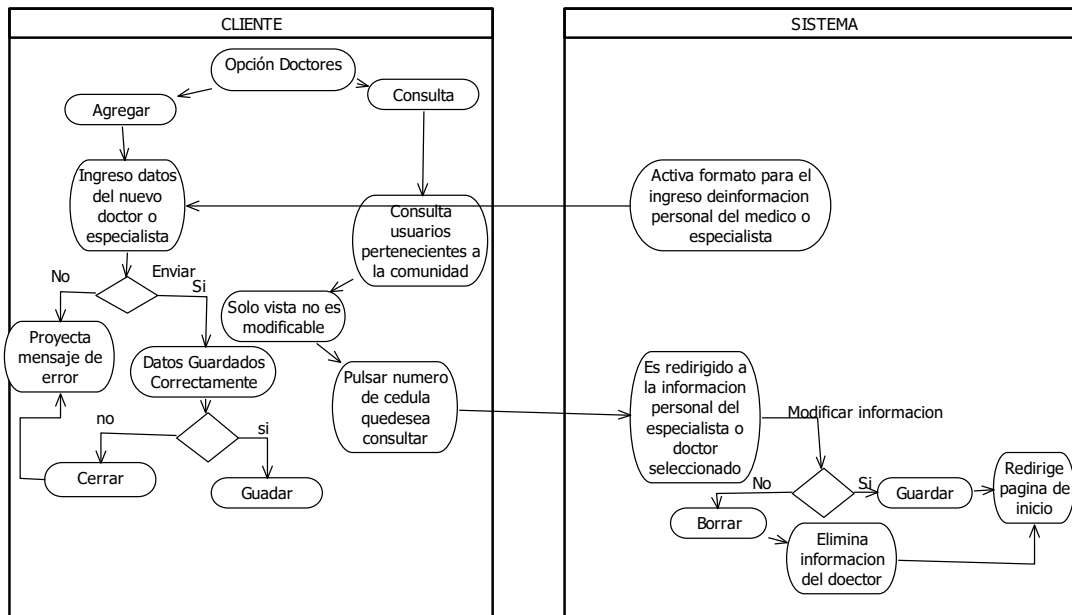 CLIENTE
Opción Doctores
Agregar
Consulta
Ingreso datos
del nuevo
doctor o
especialista
Consulta
usuarios
pertenecientes a
la comunidad
Enviar
No
Si
Solo vista no es
modificable
Proyecta
mensaje de
error
Datos Guardados
Correctamente
Pulsar numero
de cedula
quedesea
consultar
no
si
Cerrar
Guadar
SISTEMA
Activa formato para el
ingreso deinformacion
personal del medico o
especialista
Es redirigido a
la informacion
personal del
especialista o
doctor
seleccionado
Modificar informacion
No
Si
Borrar
Guardar
Redirige
pagina de
inicio
Elimina
informacion
del doector